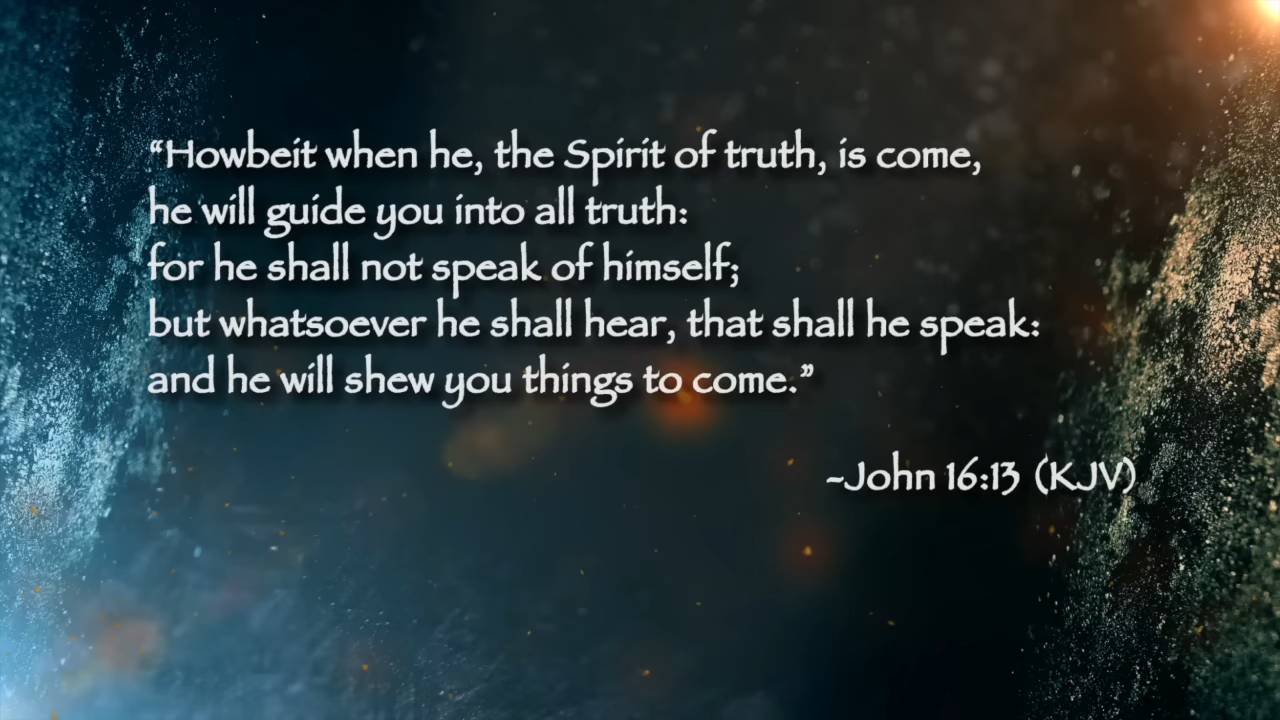 “Howbeit when he, the Spirit of truth, is come,
he will guide you into all truth:
for he shall not speak of himself;
but whatsoever he shall hear, that shall he speak:
and he will shew you things to come.”
~John 16:13 (KJV)